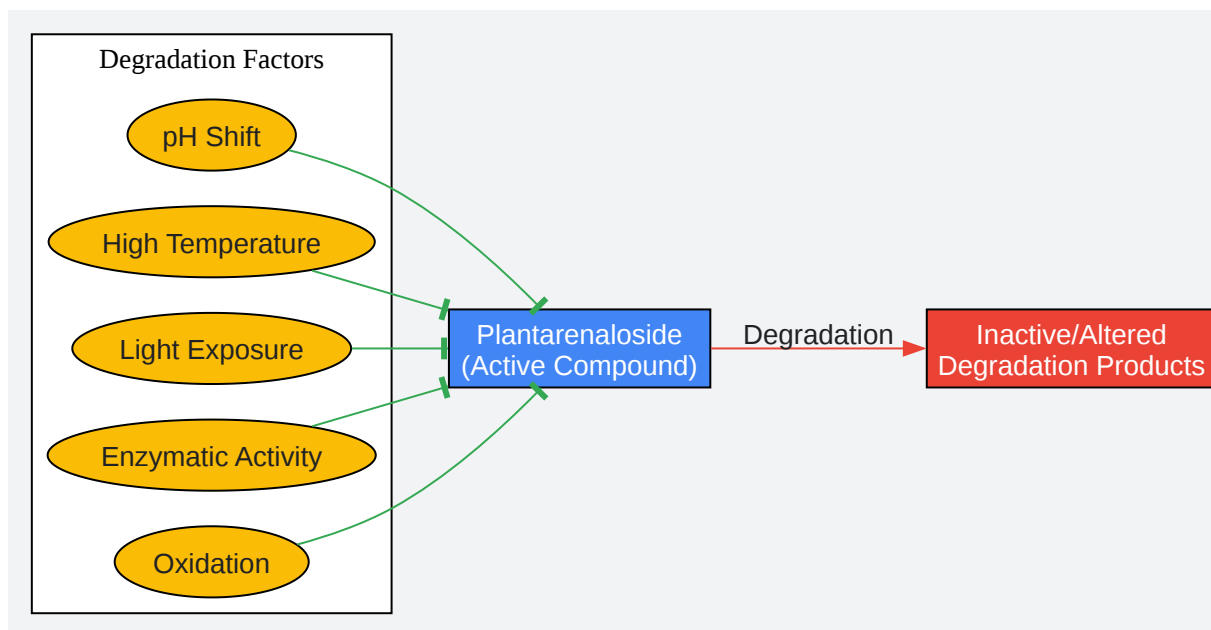 Degradation Factors
pH Shift
High Temperature
Light Exposure
Enzymatic Activity
Oxidation
Plantarenaloside
(Active Compound)
Degradation
Inactive/Altered
Degradation Products